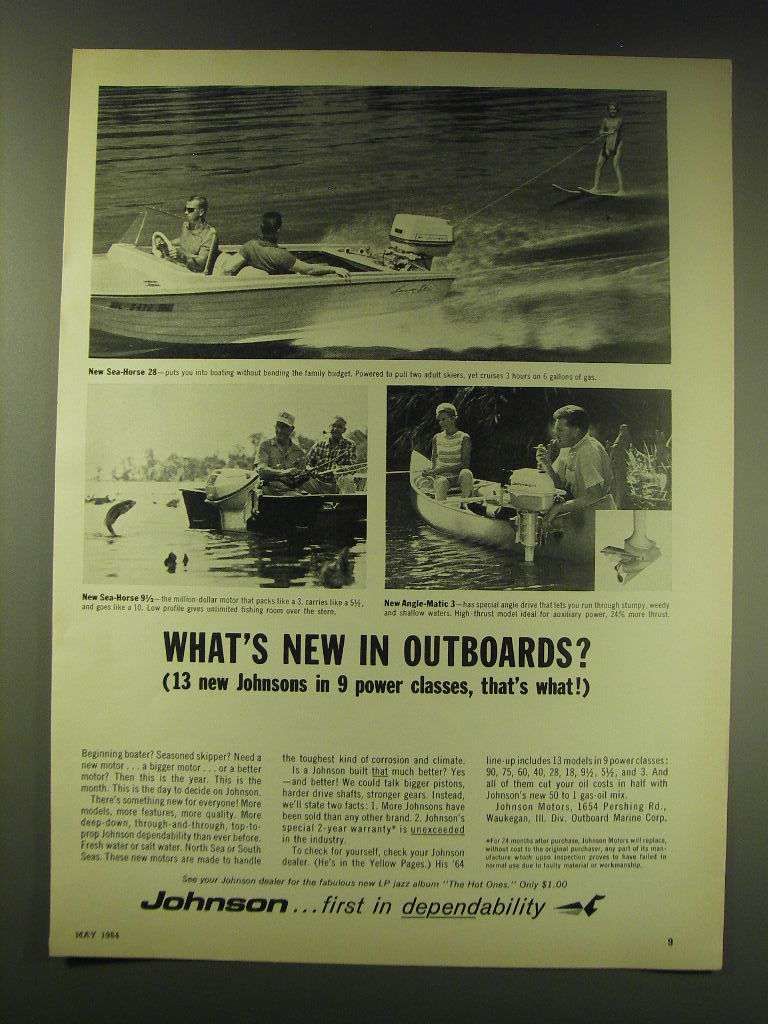 New Sea-Horse 28—puts you into boating without bending the family budget. Powered to pull two adult skiers, yet cruises 3 hours on 6 gallons of gas.
New Sea-Horse 9½—the million-dollar motor that packs like a 3, carries like a 5½,
and goes like a 10. Low profile gives unlimited fishing room over the stern.
New Angle-Matic 3—has special angle drive that lets you run through stumpy, weedy
and shallow waters. High thrust model ideal for auxiliary power, 24% more thrust.
WHAT'S NEW IN OUTBOARDS?
(13 new Johnsons in 9 power classes, that's what!)
Beginning boater? Seasoned skipper? Need a
new motor . . . a bigger motor . . . or a better
motor? Then this is the year. This is the
month. This is the day to decide on Johnson.
There's something new for everyone! More
models, more features, more quality. More
deep-down, through-and-through, top-to-
prop Johnson dependability than ever before.
Fresh water or salt water. North Sea or South
Seas. These new motors are made to handle
the toughest kind of corrosion and climate.
Is a Johnson built that much better? Yes
—and better! We could talk bigger pistons,
harder drive shafts, stronger gears. Instead,
we'll state two facts: 1. More Johnsons have
been sold than any other brand. 2. Johnson's
special 2-year warranty* is unexceeded
in the industry.
To check for yourself, check your Johnson
dealer. (He's in the Yellow Pages.) His '64
line-up includes 13 models in 9 power classes:
90, 75, 60, 40, 28, 18, 9½, 5½, and 3. And
all of them cut your oil costs in half with
Johnson's new 50 to 1 gas-oil mix.
Johnson Motors, 1654 Pershing Rd.,
Waukegan, Ill. Div. Outboard Marine Corp.
*For 24 months after purchase, Johnson Motors will replace,
without cost to the original purchaser, any part of its man-
ufacture which upon inspection proves to have failed in
normal use due to faulty material or workmanship.
See your Johnson dealer for the fabulous new LP jazz album "The Hot Ones." Only $1.00
Johnson...first in dependability
MAY 1964
9